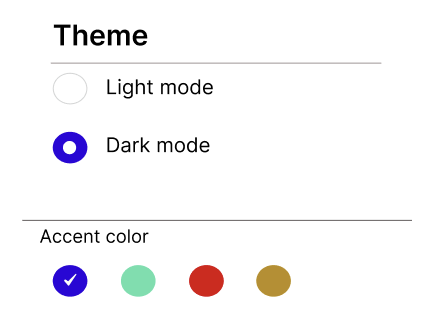 Theme
Light mode
Dark mode
Accent color